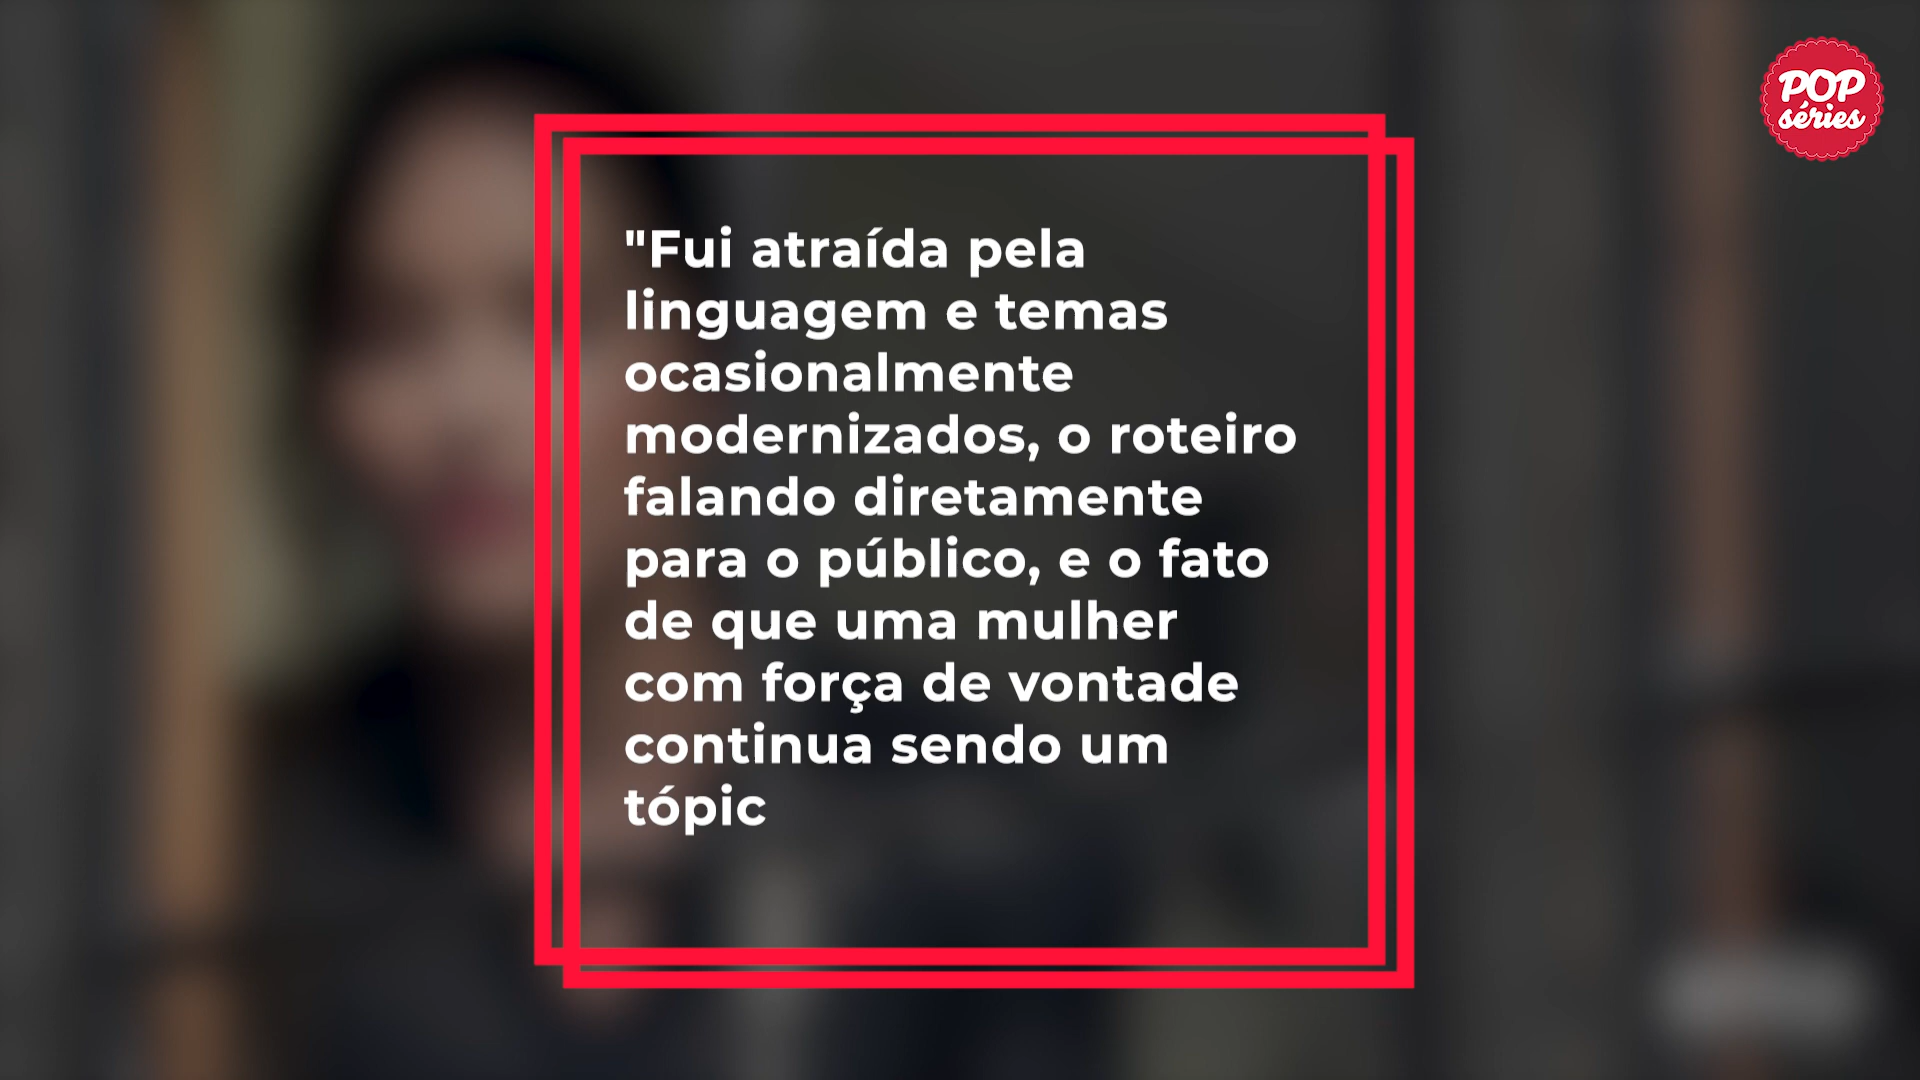 POP
séries
"Fui atraída pela
linguagem e temas
ocasionalmente
modernizados, o roteiro
falando diretamente
para o público, e o fato
de que uma mulher
com força de vontade
continua sendo um
tópic